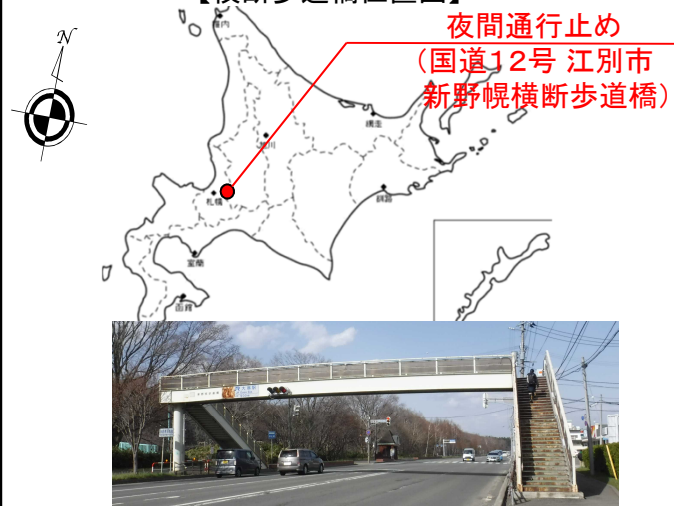 【横断歩道橋位置図】
夜間通行止め
(国道12号 江別市
新野幌横断歩道橋)
N
稚内
網走
旭川
札幌
釧路
室蘭
函館